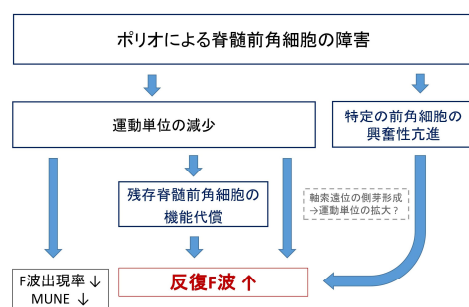 ポリオによる脊髄前角細胞の障害
運動単位の減少
特定の前角細胞の
興奮性亢進
残存脊髄前角細胞の
機能代償
軸索遠位の側芽形成
→運動単位の拡大？
F波出現率↓
MUNE ↓
反復F波 ↑